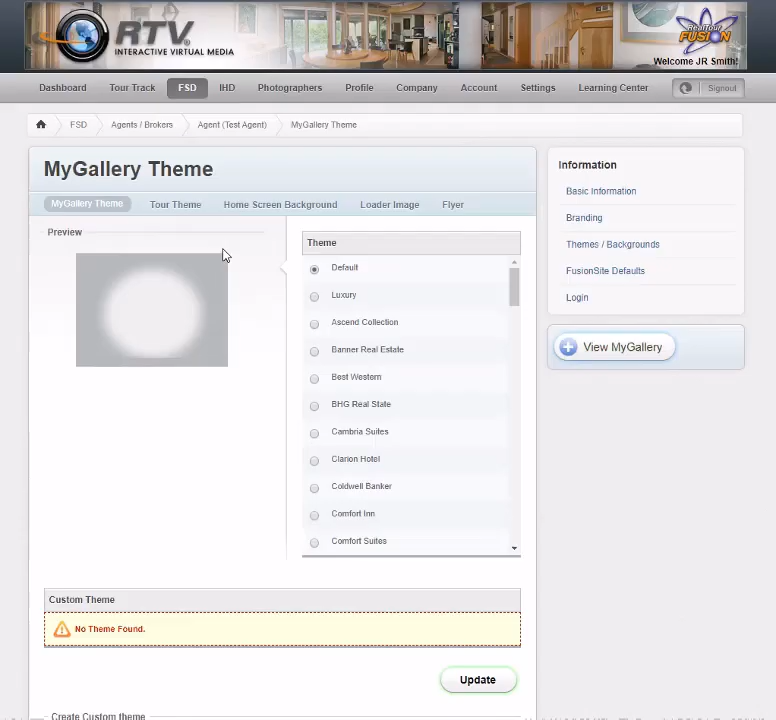 RTV
INTERACTIVE VIRTUAL MEDIA
RealTour
FUSION
Welcome JR Smith!
Dashboard Tour Track FSD IHD Photographers Profile Company Account Settings Learning Center Signout
FSD Agents / Brokers Agent (Test Agent) MyGallery Theme
MyGallery Theme
MyGallery Theme Tour Theme Home Screen Background Loader Image Flyer
Preview
Theme
Default
Luxury
Ascend Collection
Banner Real Estate
Best Western
BHG Real State
Cambria Suites
Clarion Hotel
Coldwell Banker
Comfort Inn
Comfort Suites
Custom Theme
No Theme Found.
Update
Create Custom theme
Information
Basic Information
Branding
Themes / Backgrounds
FusionSite Defaults
Login
View MyGallery